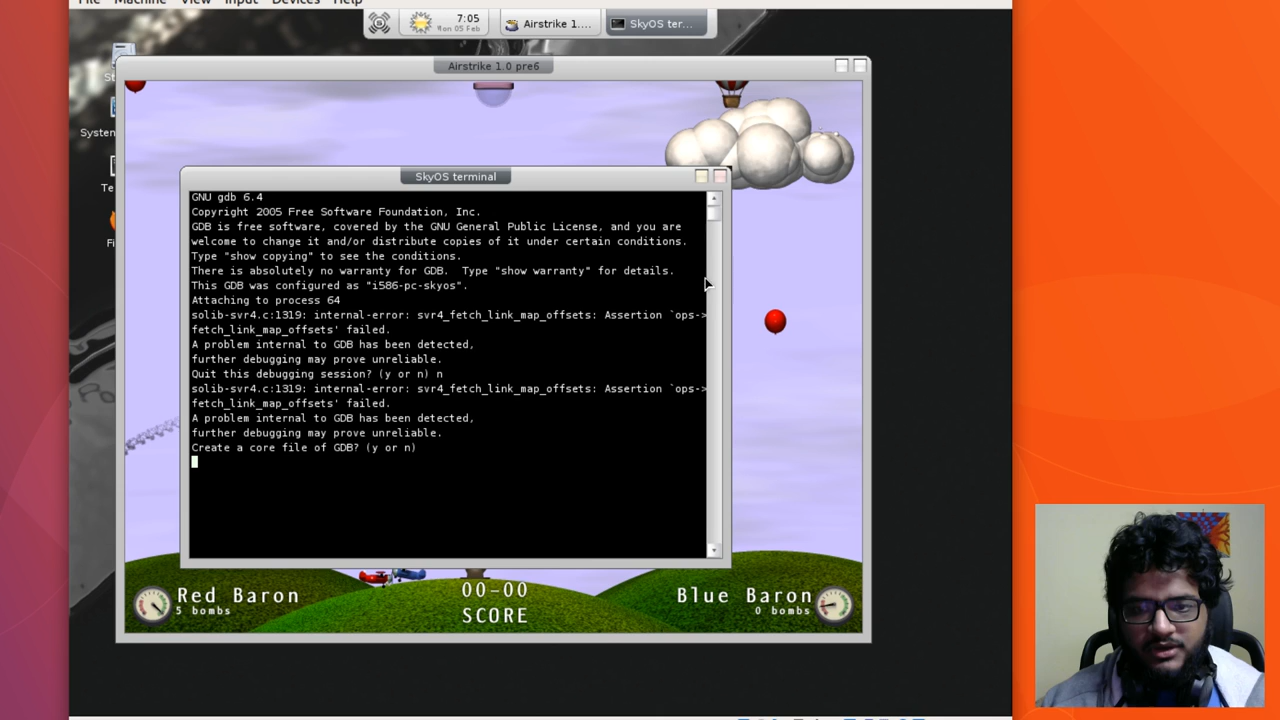 File Machine View Input Devices Help
7:05
Mon 05 Feb
Airstrike 1....
SkyOS ter...
Airstrike 1.0 pre6
St
System
Te
Fi
SkyOS terminal
GNU gdb 6.4
Copyright 2005 Free Software Foundation, Inc.
GDB is free software, covered by the GNU General Public License, and you are
welcome to change it and/or distribute copies of it under certain conditions.
Type "show copying" to see the conditions.
There is absolutely no warranty for GDB.  Type "show warranty" for details.
This GDB was configured as "i586-pc-skyos".
Attaching to process 64
solib-svr4.c:1319: internal-error: svr4_fetch_link_map_offsets: Assertion `ops->
fetch_link_map_offsets' failed.
A problem internal to GDB has been detected,
further debugging may prove unreliable.
Quit this debugging session? (y or n) n
solib-svr4.c:1319: internal-error: svr4_fetch_link_map_offsets: Assertion `ops->
fetch_link_map_offsets' failed.
A problem internal to GDB has been detected,
further debugging may prove unreliable.
Create a core file of GDB? (y or n)
Red Baron
5 bombs
00-00
SCORE
Blue Baron
0 bombs